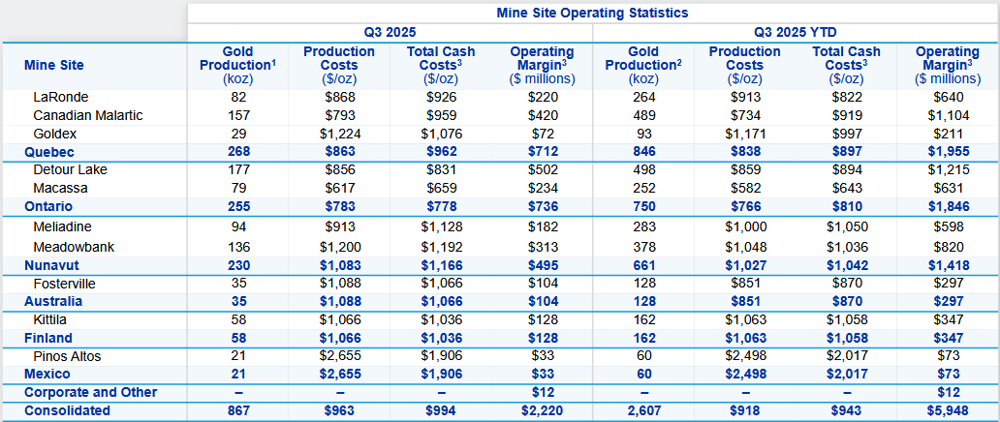 Mine Site Operating Statistics
Q3 2025 Q3 2025 YTD
Mine Site Gold Production¹ (koz) Production Costs ($/oz) Total Cash Costs³ ($/oz) Operating Margin³ ($ millions) Gold Production² (koz) Production Costs ($/oz) Total Cash Costs³ ($/oz) Operating Margin³ ($ millions)
LaRonde 82 $868 $926 $220 264 $913 $822 $640
Canadian Malartic 157 $793 $959 $420 489 $734 $919 $1,104
Goldex 29 $1,224 $1,076 $72 93 $1,171 $997 $211
Quebec 268 $863 $962 $712 846 $838 $897 $1,955
Detour Lake 177 $856 $831 $502 498 $859 $894 $1,215
Macassa 79 $617 $659 $234 252 $582 $643 $631
Ontario 255 $783 $778 $736 750 $766 $810 $1,846
Meliadine 94 $913 $1,128 $182 283 $1,000 $1,050 $598
Meadowbank 136 $1,200 $1,192 $313 378 $1,048 $1,036 $820
Nunavut 230 $1,083 $1,166 $495 661 $1,027 $1,042 $1,418
Fosterville 35 $1,088 $1,066 $104 128 $851 $870 $297
Australia 35 $1,088 $1,066 $104 128 $851 $870 $297
Kittila 58 $1,066 $1,036 $128 162 $1,063 $1,058 $347
Finland 58 $1,066 $1,036 $128 162 $1,063 $1,058 $347
Pinos Altos 21 $2,655 $1,906 $33 60 $2,498 $2,017 $73
Mexico 21 $2,655 $1,906 $33 60 $2,498 $2,017 $73
Corporate and Other – – – $12 – – – $12
Consolidated 867 $963 $994 $2,220 2,607 $918 $943 $5,948